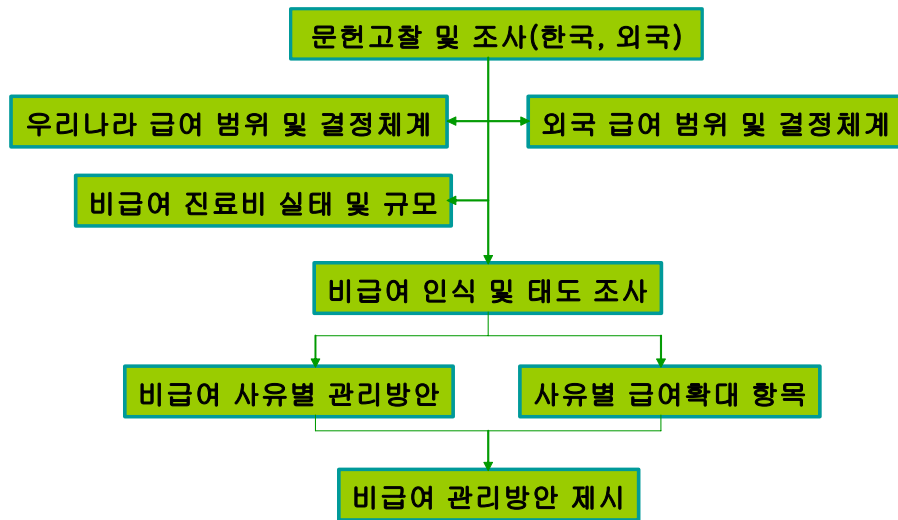 문헌고찰 및 조사(한국, 외국)
우리나라 급여 범위 및 결정체계
외국 급여 범위 및 결정체계
비급여 진료비 실태 및 규모
비급여 인식 및 태도 조사
비급여 사유별 관리방안
사유별 급여확대 항목
비급여 관리방안 제시